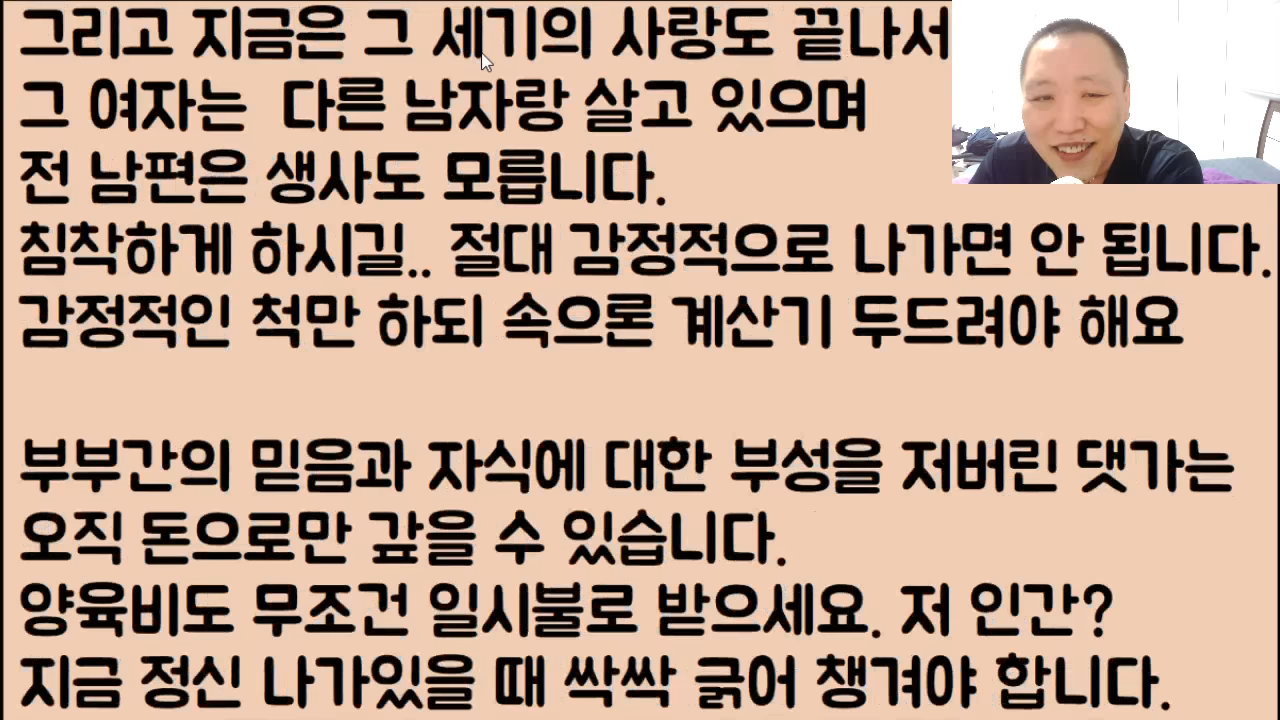 그리고 지금은 그 세기의 사랑도 끝나서
그 여자는 다른 남자랑 살고 있으며
전 남편은 생사도 모릅니다.
침착하게 하시길.. 절대 감정적으로 나가면 안 됩니다.
감정적인 척만 하되 속으론 계산기 두드려야 해요
부부간의 믿음과 자식에 대한 부성을 저버린 댓가는
오직 돈으로만 갚을 수 있습니다.
양육비도 무조건 일시불로 받으세요. 저 인간?
지금 정신 나가있을 때 싹싹 긁어 챙겨야 합니다.